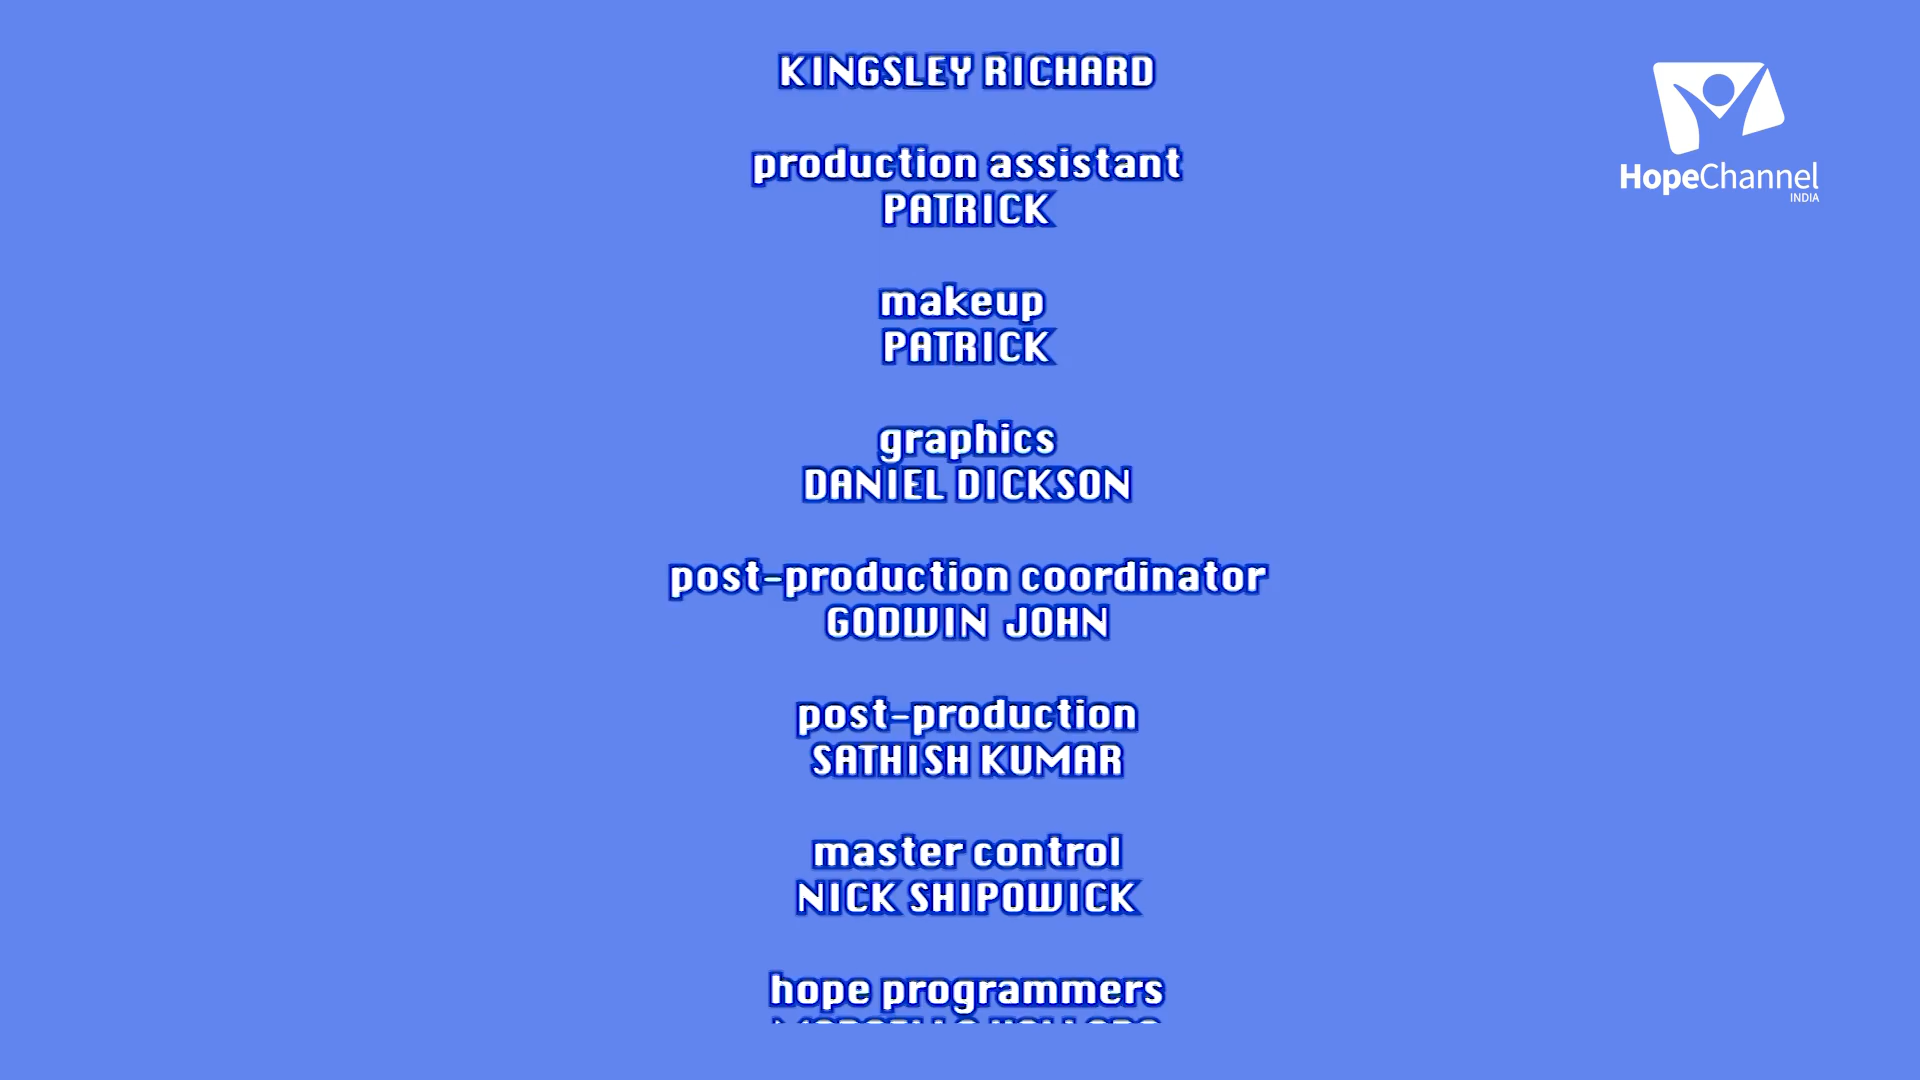 KINGSLEY RICHARD
production assistant
PATRICK
makeup
PATRICK
graphics
DANIEL DICKSON
post-production coordinator
GODWIN JOHN
post-production
SATHISH KUMAR
master control
NICK SHIPOWICK
hope programmers
HopeChannel
INDIA